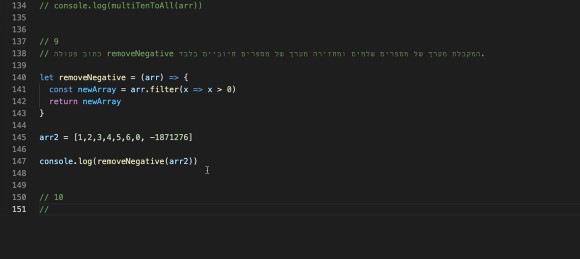 134 // console.log(multiTenToAll(arr))
135
136
137 // 9
138 // כתוב פעולה removeNegative המקבלת מערך של מספרים שלמים ומחזירה מערך של מספרים חיוביים בלבד.
139
140 let removeNegative = (arr) => {
141 const newArray = arr.filter(x => x > 0)
142 return newArray
143 }
144
145 arr2 = [1,2,3,4,5,6,0, -1871276]
146
147 console.log(removeNegative(arr2))
148
149
150 // 10
151 //